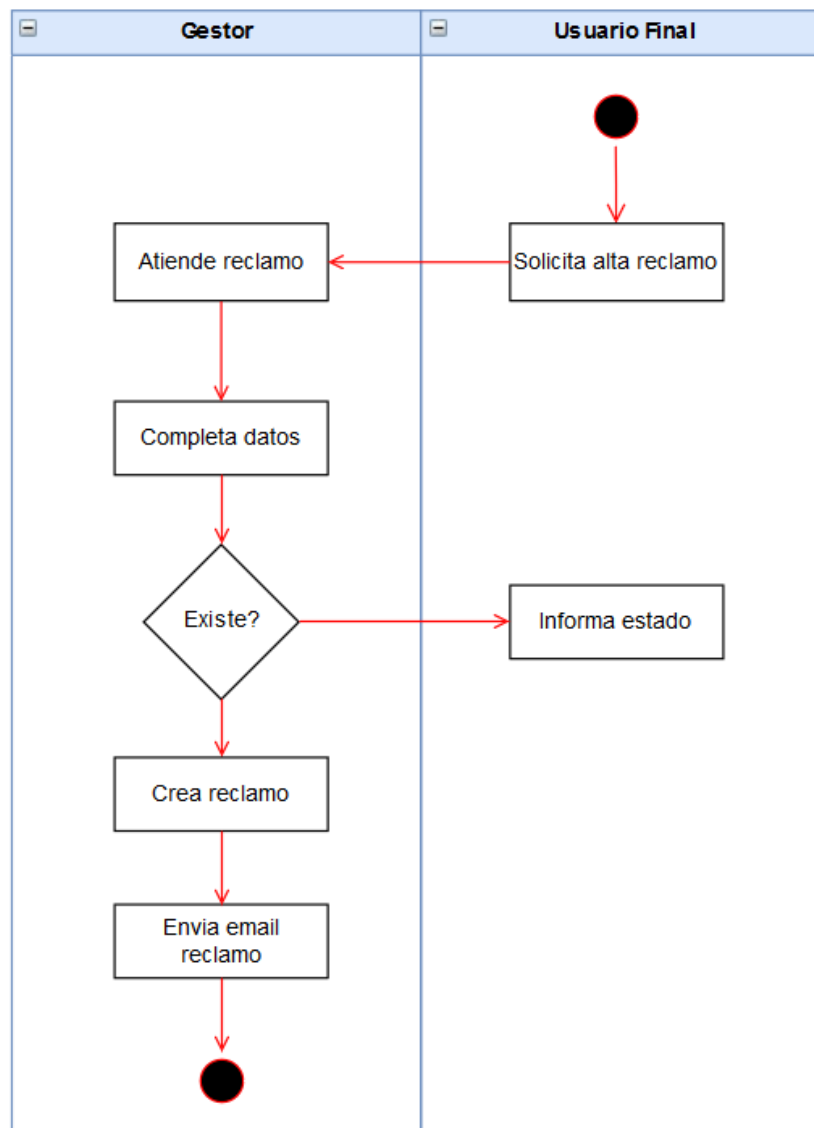 Gestor
Usuario Final
Atiende reclamo
Solicita alta reclamo
Completa datos
Existe?
Informa estado
Crea reclamo
Envia email
reclamo